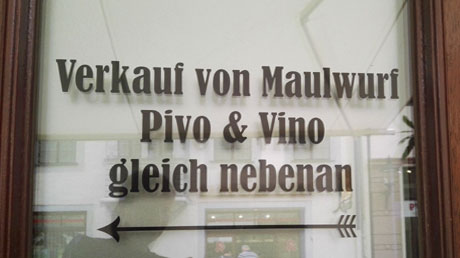 Verkauf von Maulwurf
Pivo & Vino
gleich nebenan